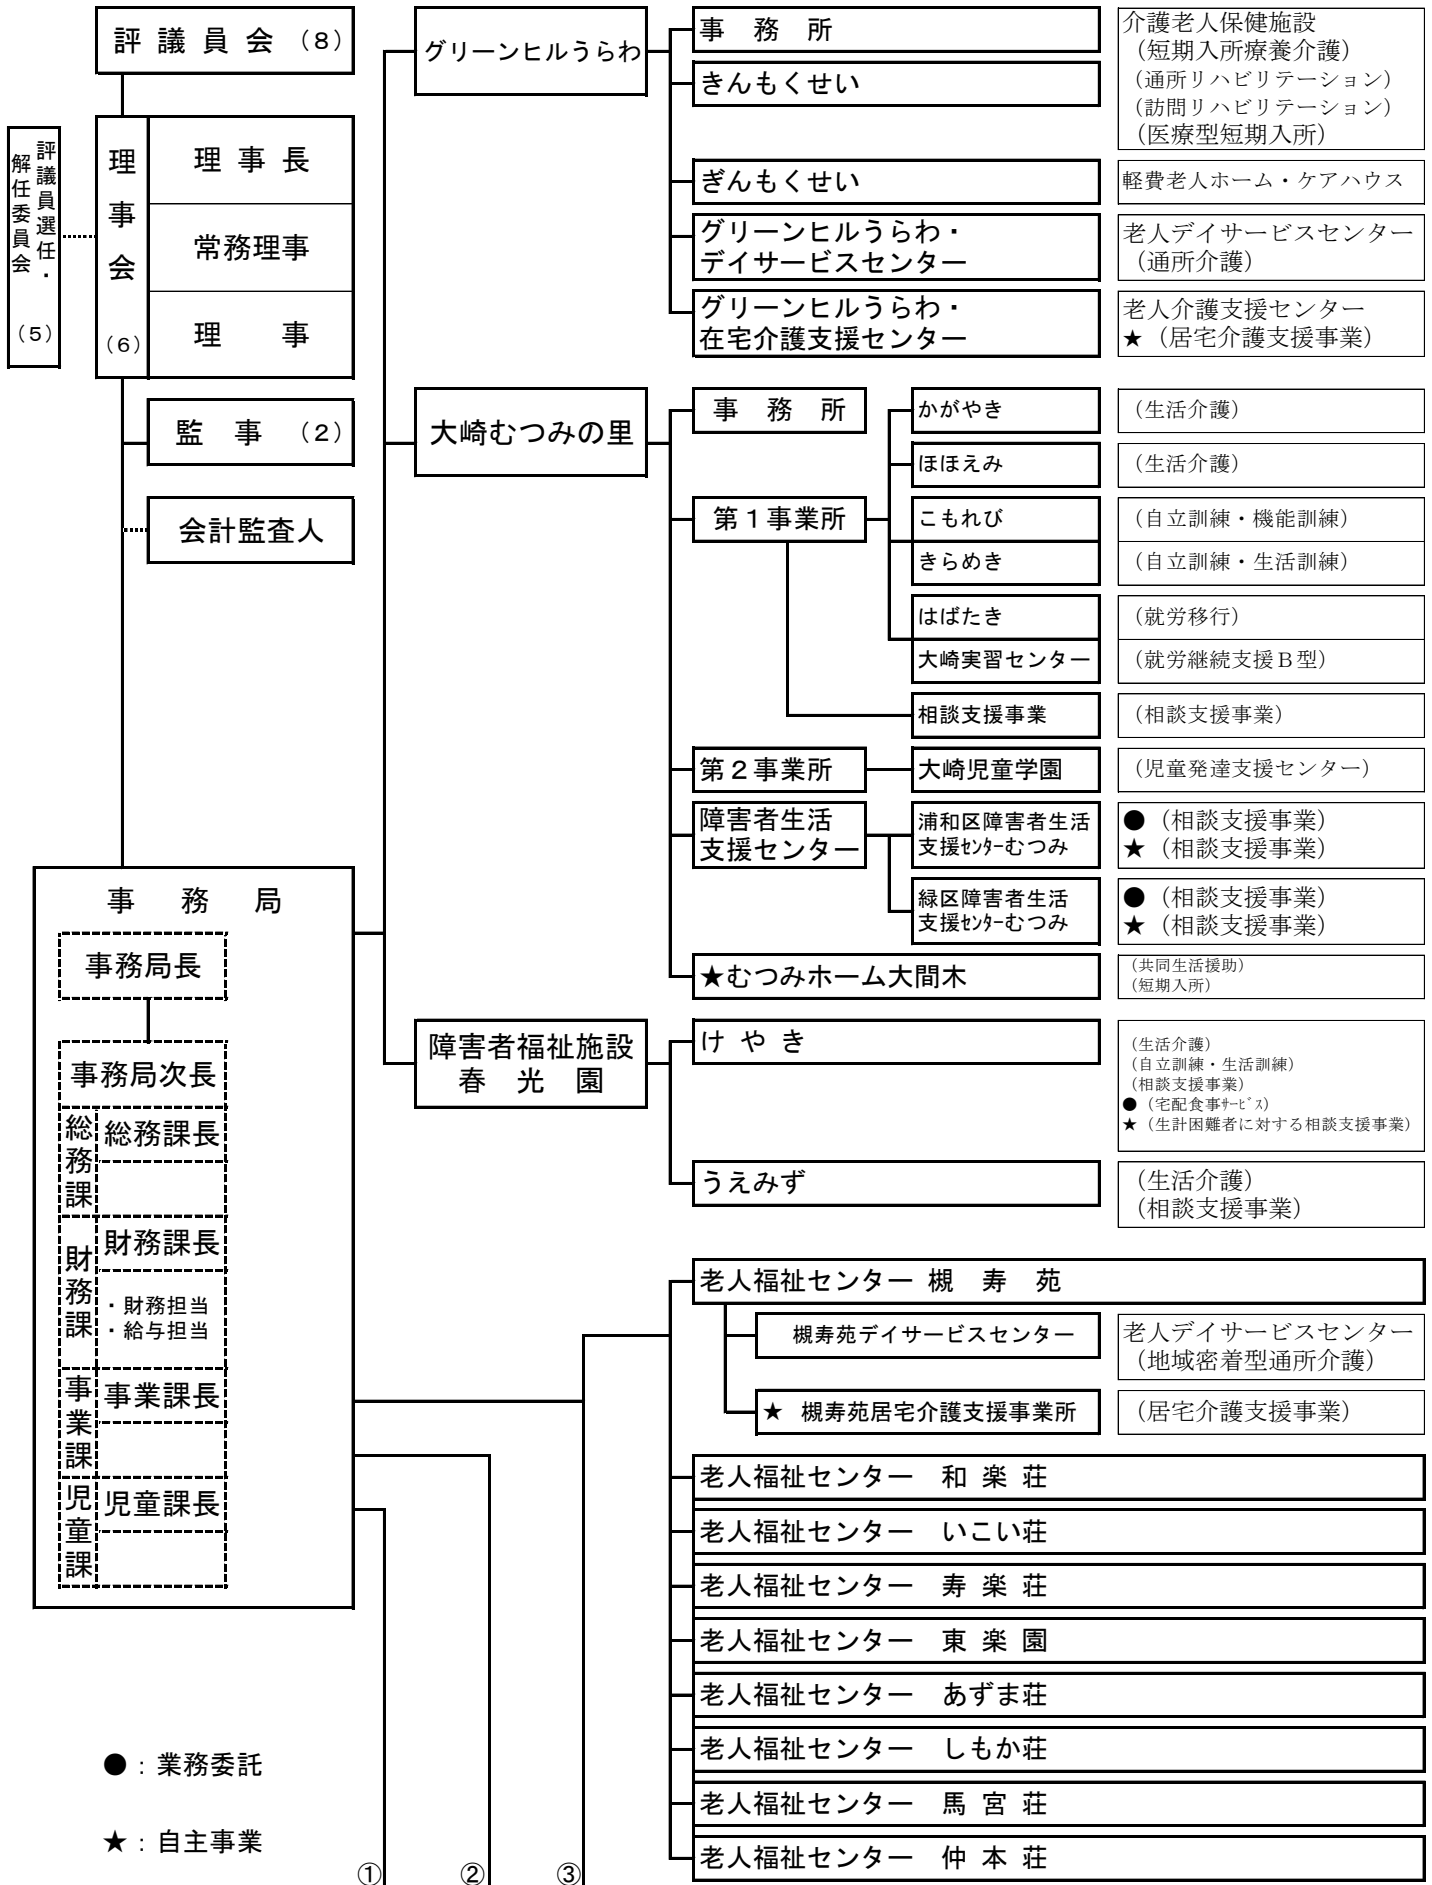 評議員会（8）
評議員選任・
解任委員会
（5）
理事会
（6）
理事長
常務理事
理　事
監　事　（2）
会計監査人
事　務　局
事務局長
事務局次長
総務課
総務課長
財務課
財務課長
・財務担当
・給与担当
事業課
事業課長
児童課
児童課長
●：業務委託
★：自主事業
①
②
③
グリーンヒルうらわ
事　務　所
きんもくせい
介護老人保健施設
（短期入所療養介護）
（通所リハビリテーション）
（訪問リハビリテーション）
（医療型短期入所）
ぎんもくせい
軽費老人ホーム・ケアハウス
グリーンヒルうらわ・
デイサービスセンター
老人デイサービスセンター
（通所介護）
グリーンヒルうらわ・
在宅介護支援センター
老人介護支援センター
★（居宅介護支援事業）
大崎むつみの里
事　務　所
第１事業所
かがやき
（生活介護）
ほほえみ
（生活介護）
こもれび
（自立訓練・機能訓練）
きらめき
（自立訓練・生活訓練）
はばたき
（就労移行）
大崎実習センター
（就労継続支援Ｂ型）
相談支援事業
（相談支援事業）
第２事業所
大崎児童学園
（児童発達支援センター）
障害者生活
支援センター
浦和区障害者生活
支援ｾﾝﾀｰむつみ
●（相談支援事業）
★（相談支援事業）
緑区障害者生活
支援ｾﾝﾀｰむつみ
●（相談支援事業）
★（相談支援事業）
★むつみホーム大間木
（共同生活援助）
（短期入所）
障害者福祉施設
春　光　園
け や き
（生活介護）
（自立訓練・生活訓練）
（相談支援事業）
●（宅配食事ｻｰﾋﾞｽ）
★（生計困難者に対する相談支援事業）
うえみず
（生活介護）
（相談支援事業）
老人福祉センター 槻　寿　苑
槻寿苑デイサービスセンター
老人デイサービスセンター
（地域密着型通所介護）
★ 槻寿苑居宅介護支援事業所
（居宅介護支援事業）
老人福祉センター　和 楽 荘
老人福祉センター　いこい荘
老人福祉センター　寿 楽 荘
老人福祉センター　東 楽 園
老人福祉センター　あずま荘
老人福祉センター　しもか荘
老人福祉センター　馬 宮 荘
老人福祉センター　仲 本 荘